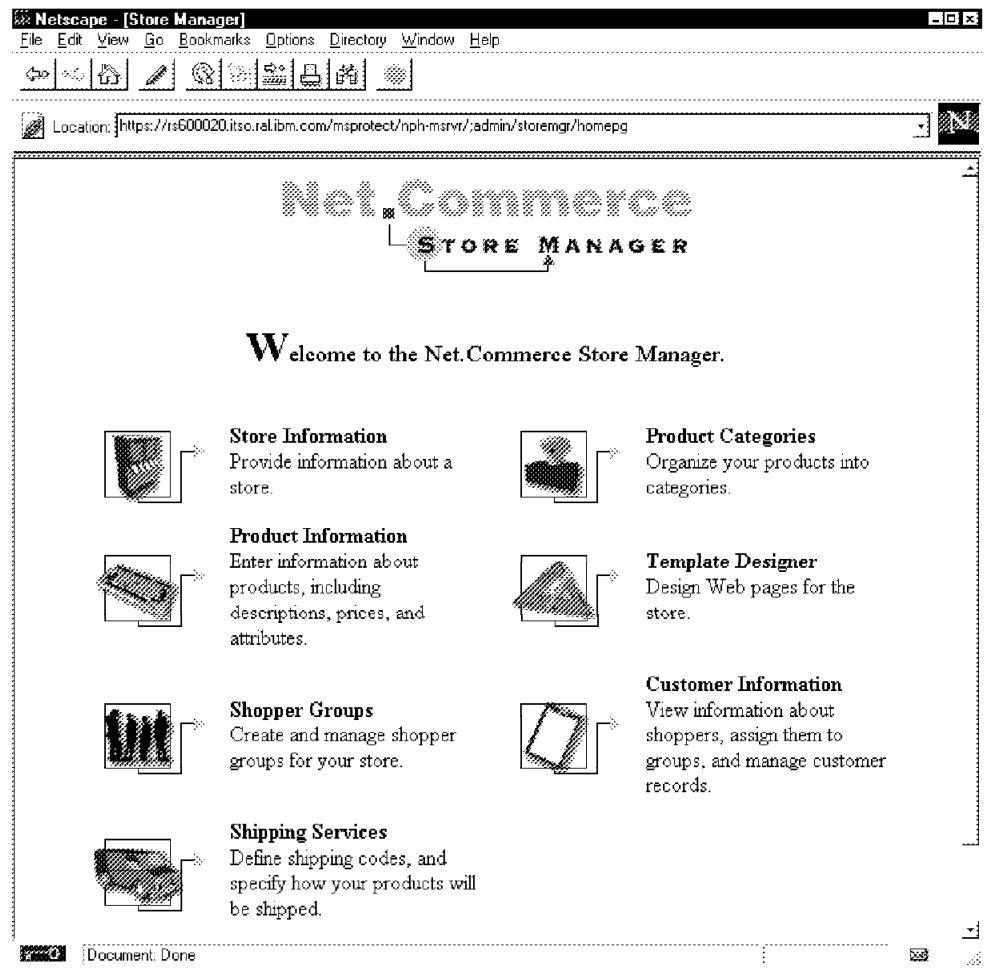 Netscape - [Store Manager]
File Edit View Go Bookmarks Options Directory Window Help
Location: https://rs600020.itso.ral.ibm.com/msprotect/nph-msrvr/;admin/storemgr/homepg
N
Net.Commerce
STORE MANAGER
Welcome to the Net.Commerce Store Manager.
Store Information
Provide information about a
store.
Product Categories
Organize your products into
categories.
Product Information
Enter information about
products, including
descriptions, prices, and
attributes.
Template Designer
Design Web pages for the
store.
Shopper Groups
Create and manage shopper
groups for your store.
Customer Information
View information about
shoppers, assign them to
groups, and manage customer
records.
Shipping Services
Define shipping codes, and
specify how your products will
be shipped.
Document: Done